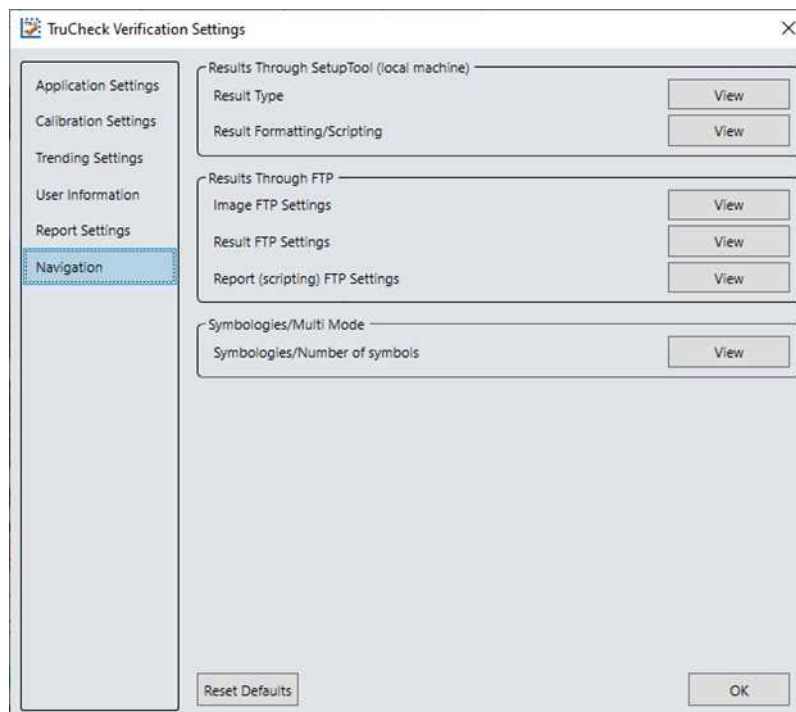 TruCheck Verification Settings
Application Settings
Calibration Settings
Trending Settings
User Information
Report Settings
Navigation
Results Through SetupTool (local machine)
Result Type View
Result Formatting/Scripting View
Results Through FTP
Image FTP Settings View
Result FTP Settings View
Report (scripting) FTP Settings View
Symbologies/Multi Mode
Symbologies/Number of symbols View
Reset Defaults OK